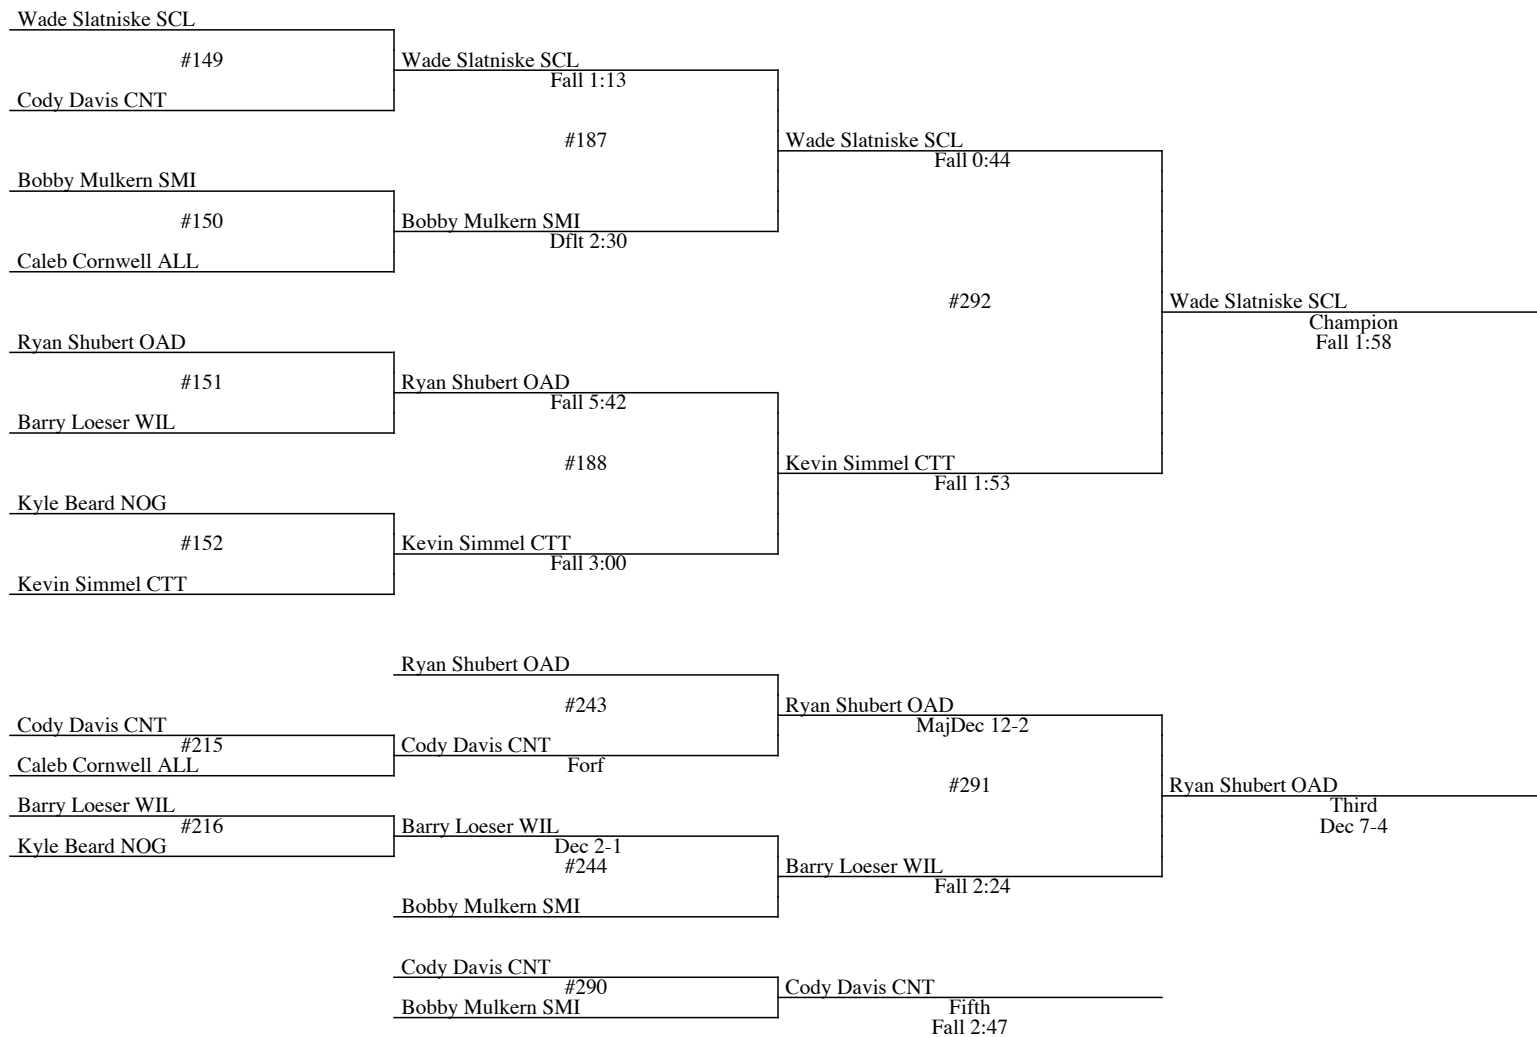 Wade Slatniske SCL
#149
Cody Davis CNT
Wade Slatniske SCL
Fall 1:13
#187
Bobby Mulkern SMI
#150
Caleb Cornwell ALL
Bobby Mulkern SMI
Dflt 2:30
Wade Slatniske SCL
Fall 0:44
#292
Ryan Shubert OAD
#151
Barry Loeser WIL
Ryan Shubert OAD
Fall 5:42
#188
Kyle Beard NOG
#152
Kevin Simmel CTT
Kevin Simmel CTT
Fall 3:00
Kevin Simmel CTT
Fall 1:53
Wade Slatniske SCL
Champion
Fall 1:58
Ryan Shubert OAD
#243
Cody Davis CNT
#215
Caleb Cornwell ALL
Cody Davis CNT
Forf
Ryan Shubert OAD
MajDec 12-2
#291
Barry Loeser WIL
#216
Kyle Beard NOG
Barry Loeser WIL
Dec 2-1
#244
Bobby Mulkern SMI
Barry Loeser WIL
Fall 2:24
Ryan Shubert OAD
Third
Dec 7-4
Cody Davis CNT
#290
Bobby Mulkern SMI
Cody Davis CNT
Fifth
Fall 2:47